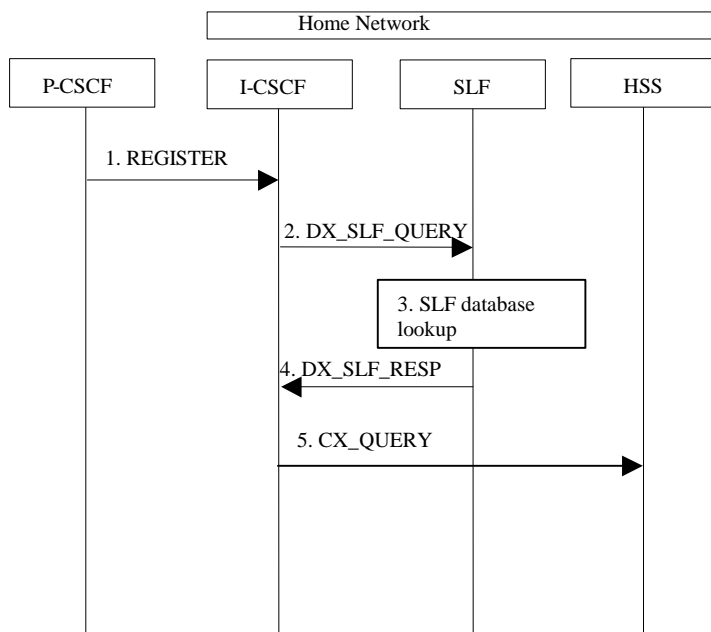 Home Network
P-CSCF
I-CSCF
SLF
HSS
1. REGISTER
2. DX_SLF_QUERY
3. SLF database
lookup
4. DX_SLF_RESP
5. CX_QUERY